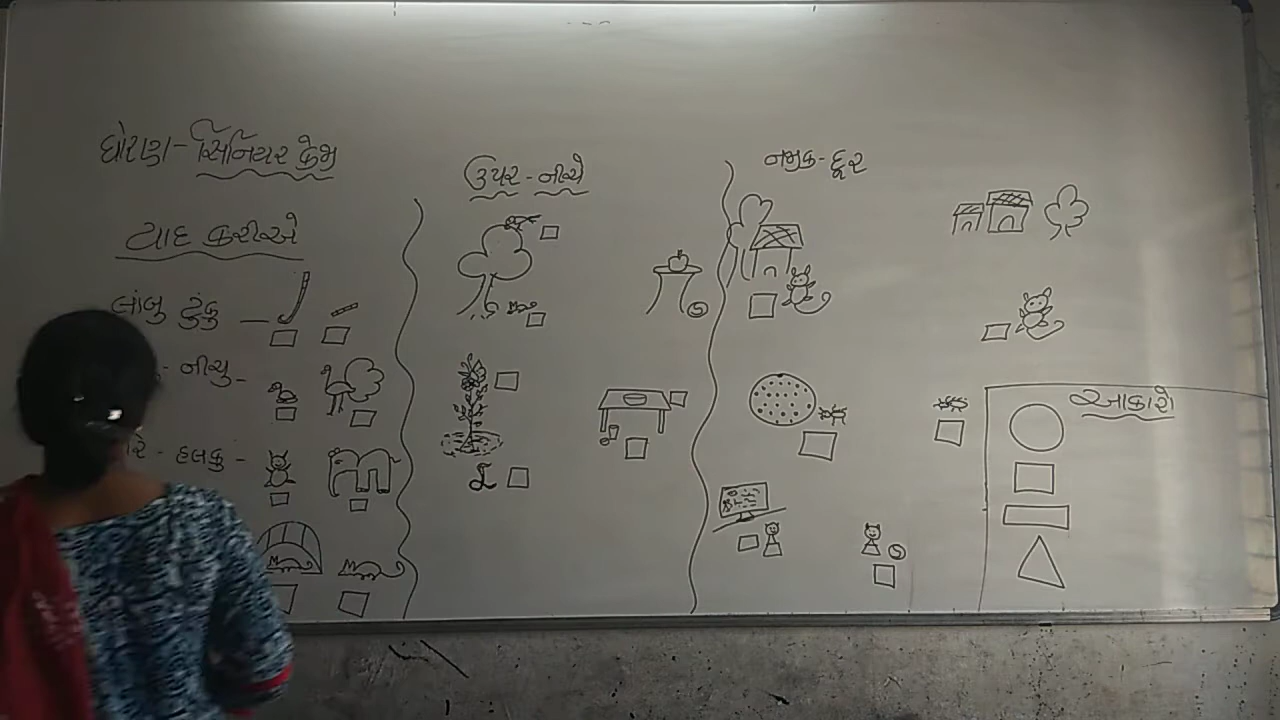 ધોરણ - સિનિયર કેજી
યાદ કરીએ
લાંબુ ટુંકુ -
- નીચુ -
- હલકુ -
ઉપર - નીચે
નજીક - દૂર
આકારો